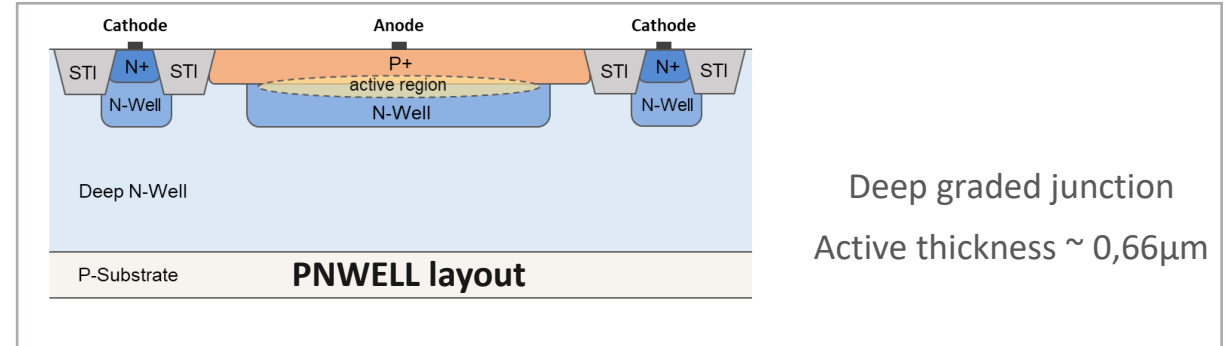 Cathode Anode Cathode
STI N+ STI P+ STI N+ STI
active region
N-Well N-Well N-Well
Deep N-Well
P-Substrate PNWELL layout
Deep graded junction
Active thickness ~ 0,66μm